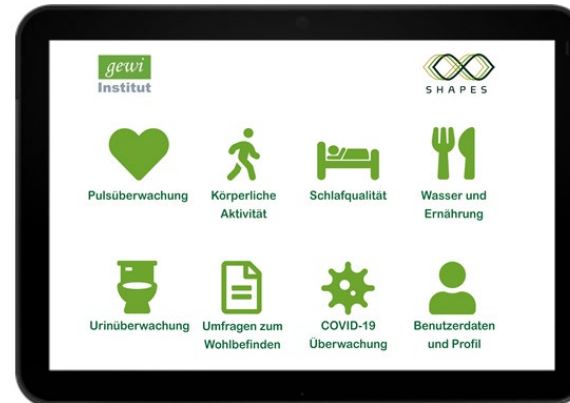 gewi
Institut
SHAPES
Pulsüberwachung
Körperliche
Aktivität
Schlafqualität
Wasser und
Ernährung
Urinüberwachung
Umfragen zum
Wohlbefinden
COVID-19
Überwachung
Benutzerdaten
und Profil